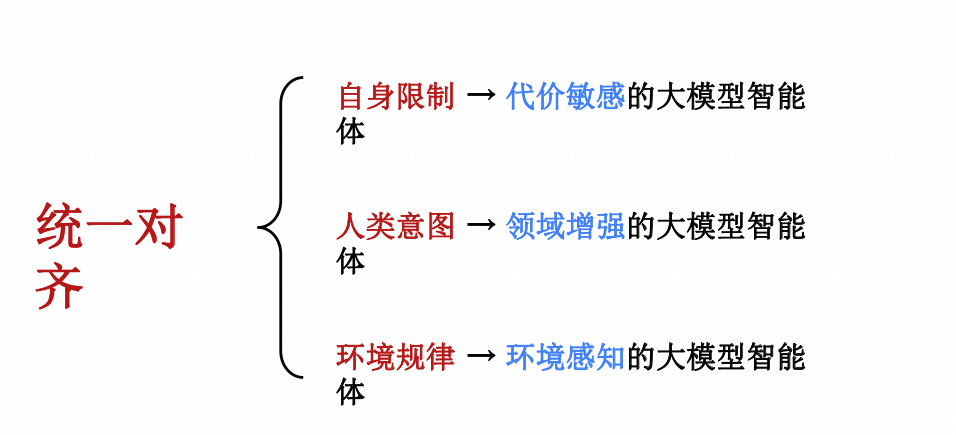 自身限制 → 代价敏感的大模型智能
体
统一对
齐
人类意图 → 领域增强的大模型智能
体
环境规律 → 环境感知的大模型智能
体